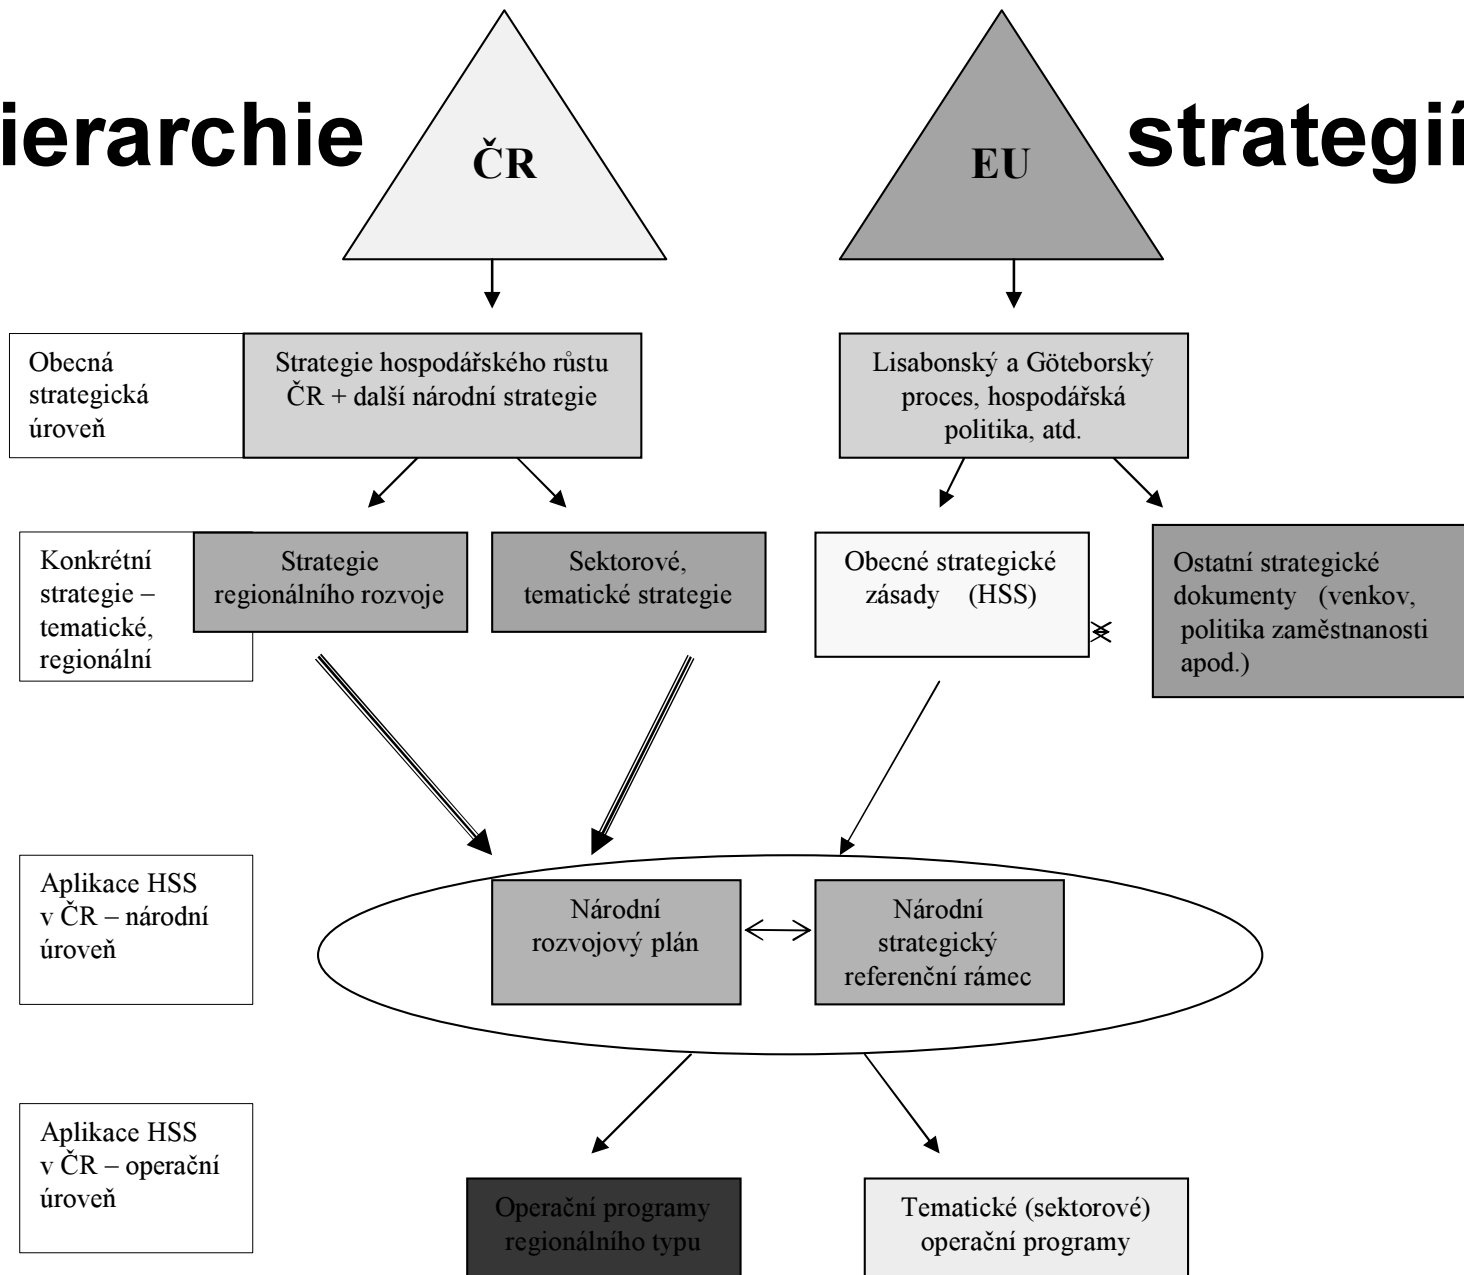 ierarchie
ČR
EU
strategií
Obecná
strategická
úroveň
Strategie hospodářského růstu
ČR + další národní strategie
Lisabonský a Göteborský
proces, hospodářská
politika, atd.
Konkrétní
strategie –
tematické,
regionální
Strategie
regionálního rozvoje
Sektorové,
tematické strategie
Obecné strategické
zásady (HSS)
Ostatní strategické
dokumenty (venkov,
politika zaměstnanosti
apod.)
Aplikace HSS
v ČR – národní
úroveň
Národní
rozvojový plán
Národní
strategický
referenční rámec
Aplikace HSS
v ČR – operační
úroveň
Operační programy
regionálního typu
Tematické (sektorové)
operační programy